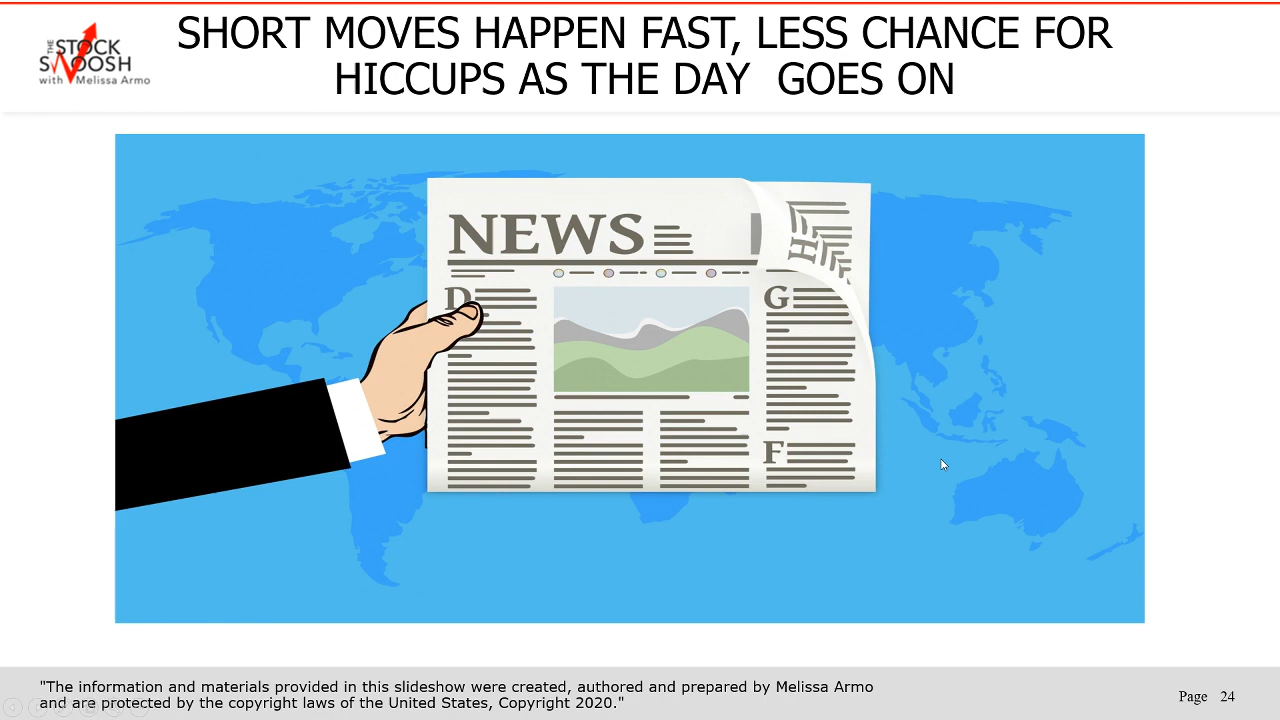 THE
STOCK
SWOOSH
with Melissa Armo
SHORT MOVES HAPPEN FAST, LESS CHANCE FOR
HICCUPS AS THE DAY  GOES ON
NEWS
H
D
G
F
"The information and materials provided in this slideshow were created, authored and prepared by Melissa Armo
and are protected by the copyright laws of the United States, Copyright 2020."
Page 24